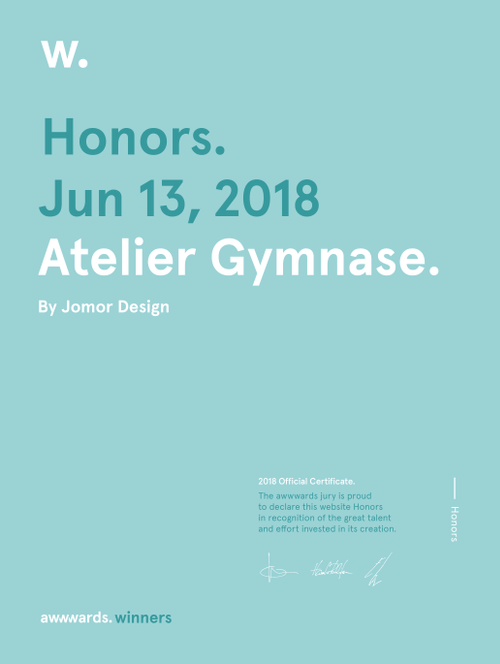 w.
Honors.
Jun 13, 2018
Atelier Gymnase.
By Jomor Design
2018 Official Certificate.
The awwwards jury is proud
to declare this website Honors
in recognition of the great talent
and effort invested in its creation.
Honors
awwwards.winners